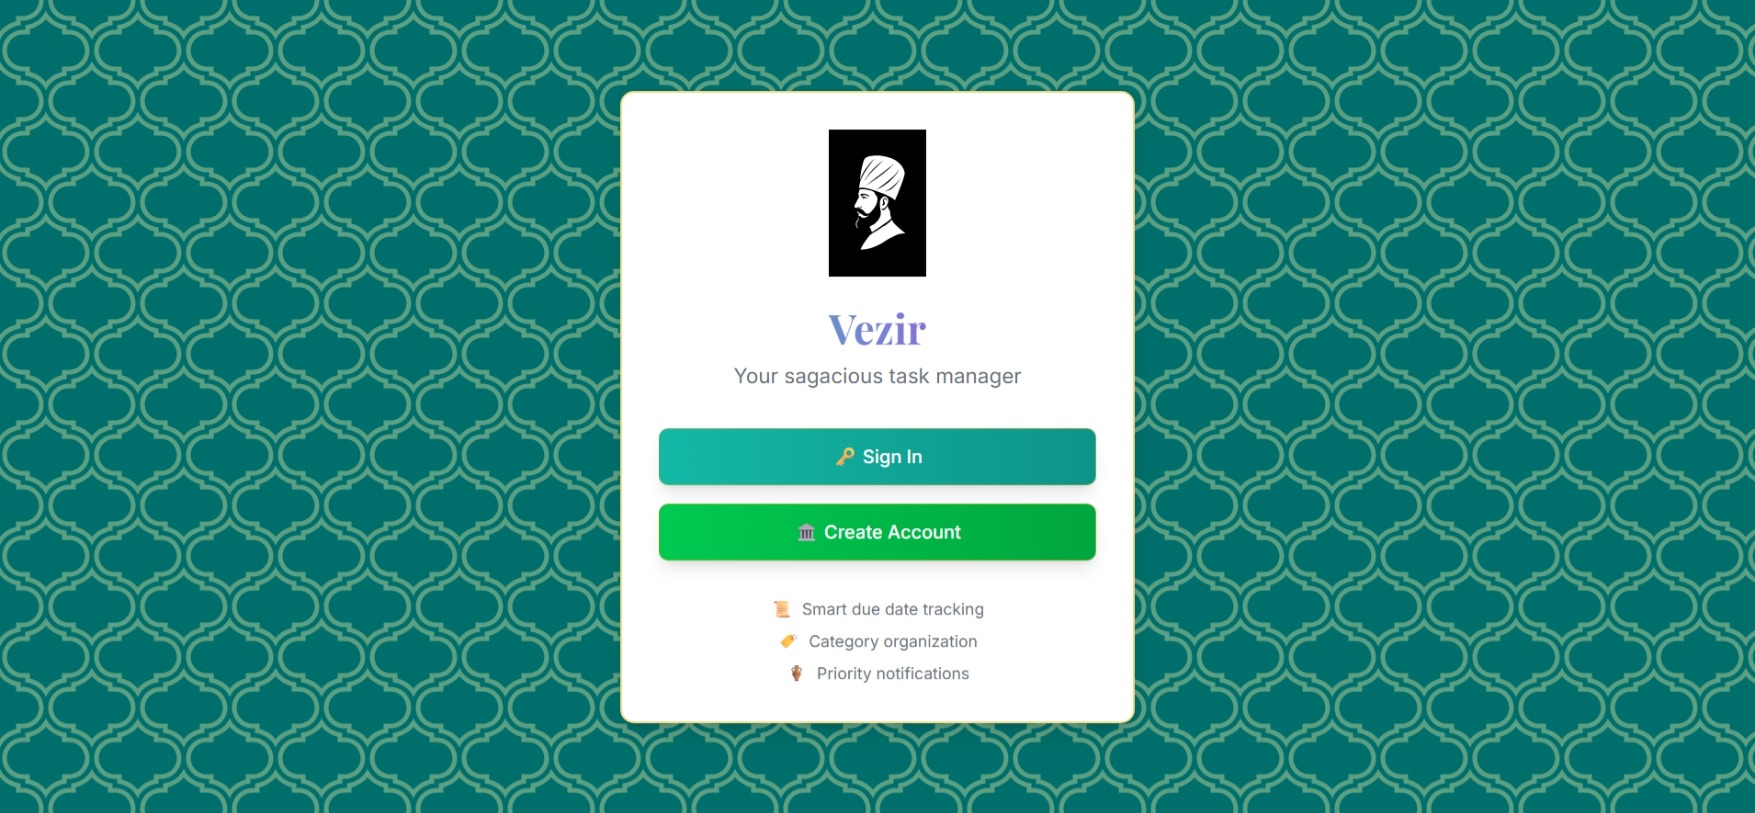 Vezir
Your sagacious task manager
🔑 Sign In
🏛️ Create Account
📜 Smart due date tracking
🏷️ Category organization
🏺 Priority notifications